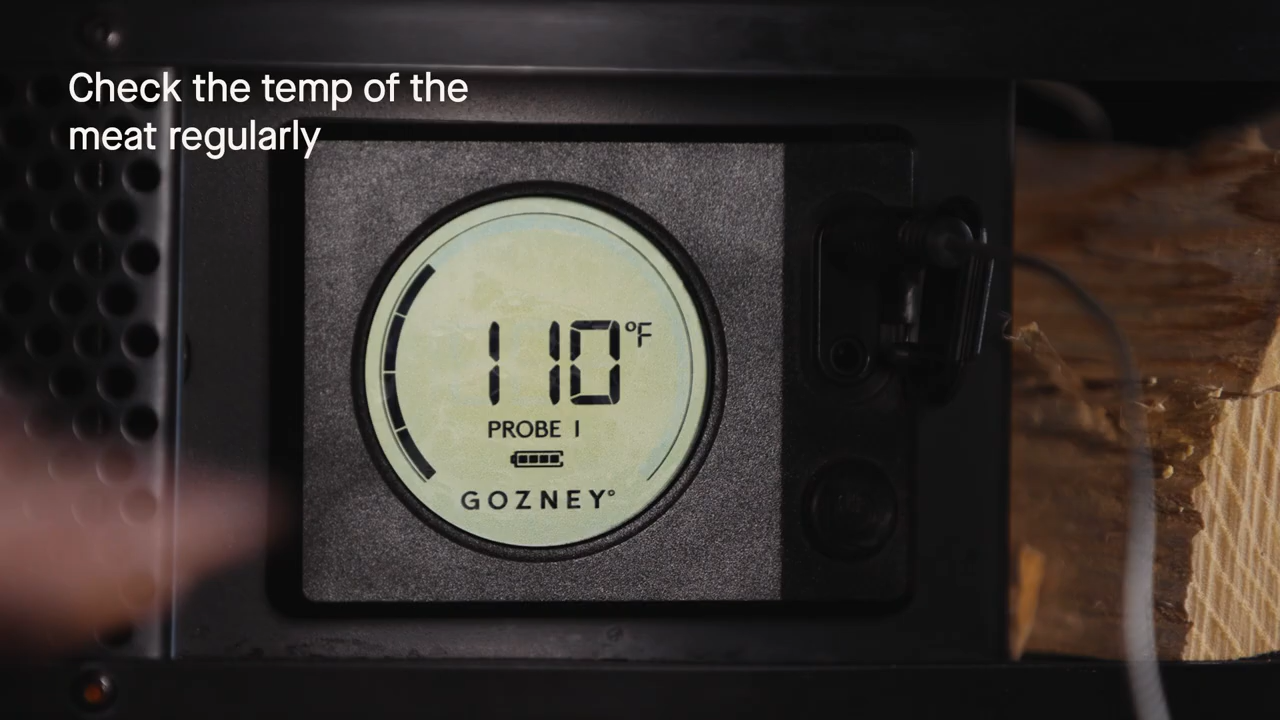 Check the temp of the
meat regularly
110°F
PROBE 1
GOZNEY°